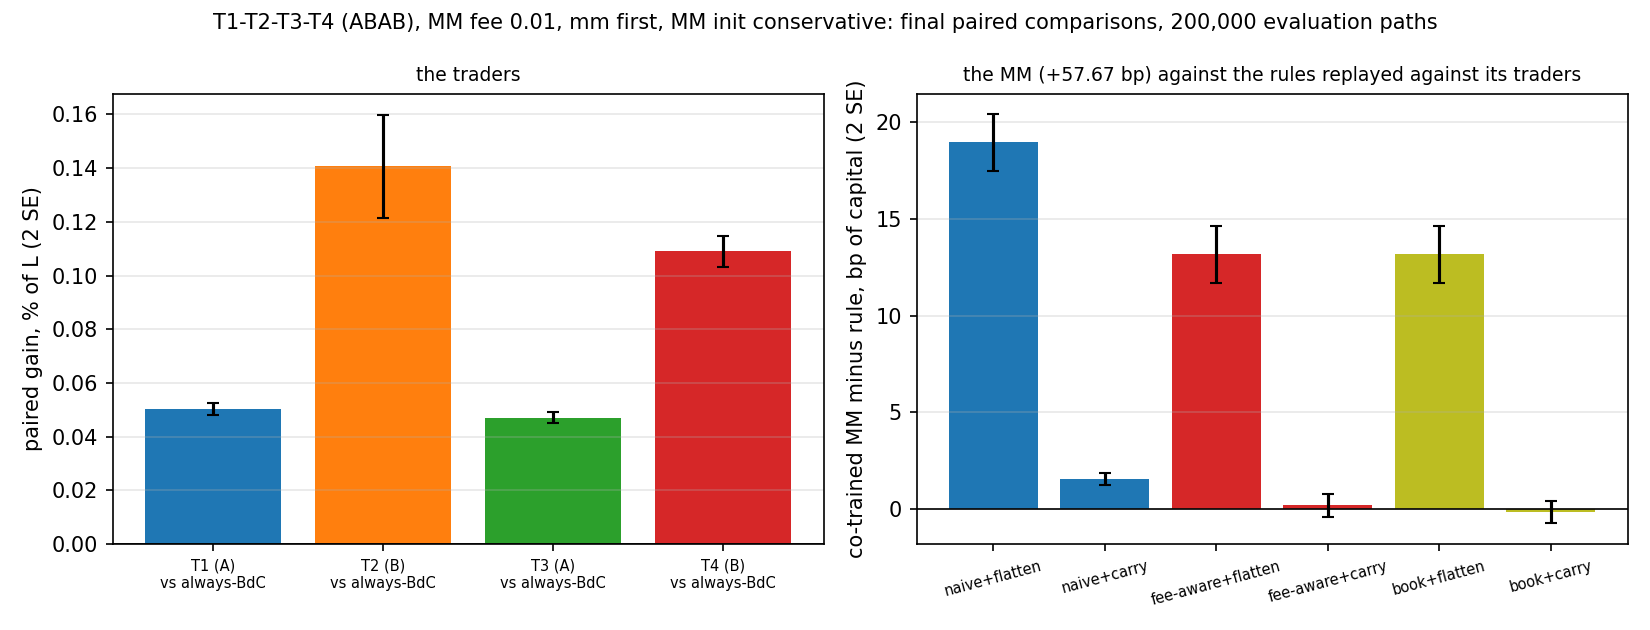 T1-T2-T3-T4 (ABAB), MM fee 0.01, mm first, MM init conservative: final paired comparisons, 200,000 evaluation paths
the traders
paired gain, % of L (2 SE)
0.16
0.14
0.12
0.10
0.08
0.06
0.04
0.02
0.00
T1 (A)
vs always-BdC
T2 (B)
vs always-BdC
T3 (A)
vs always-BdC
T4 (B)
vs always-BdC
the MM (+57.67 bp) against the rules replayed against its traders
co-trained MM minus rule, bp of capital (2 SE)
20
15
10
5
0
naive+flatten
naive+carry
fee-aware+flatten
fee-aware+carry
book+flatten
book+carry